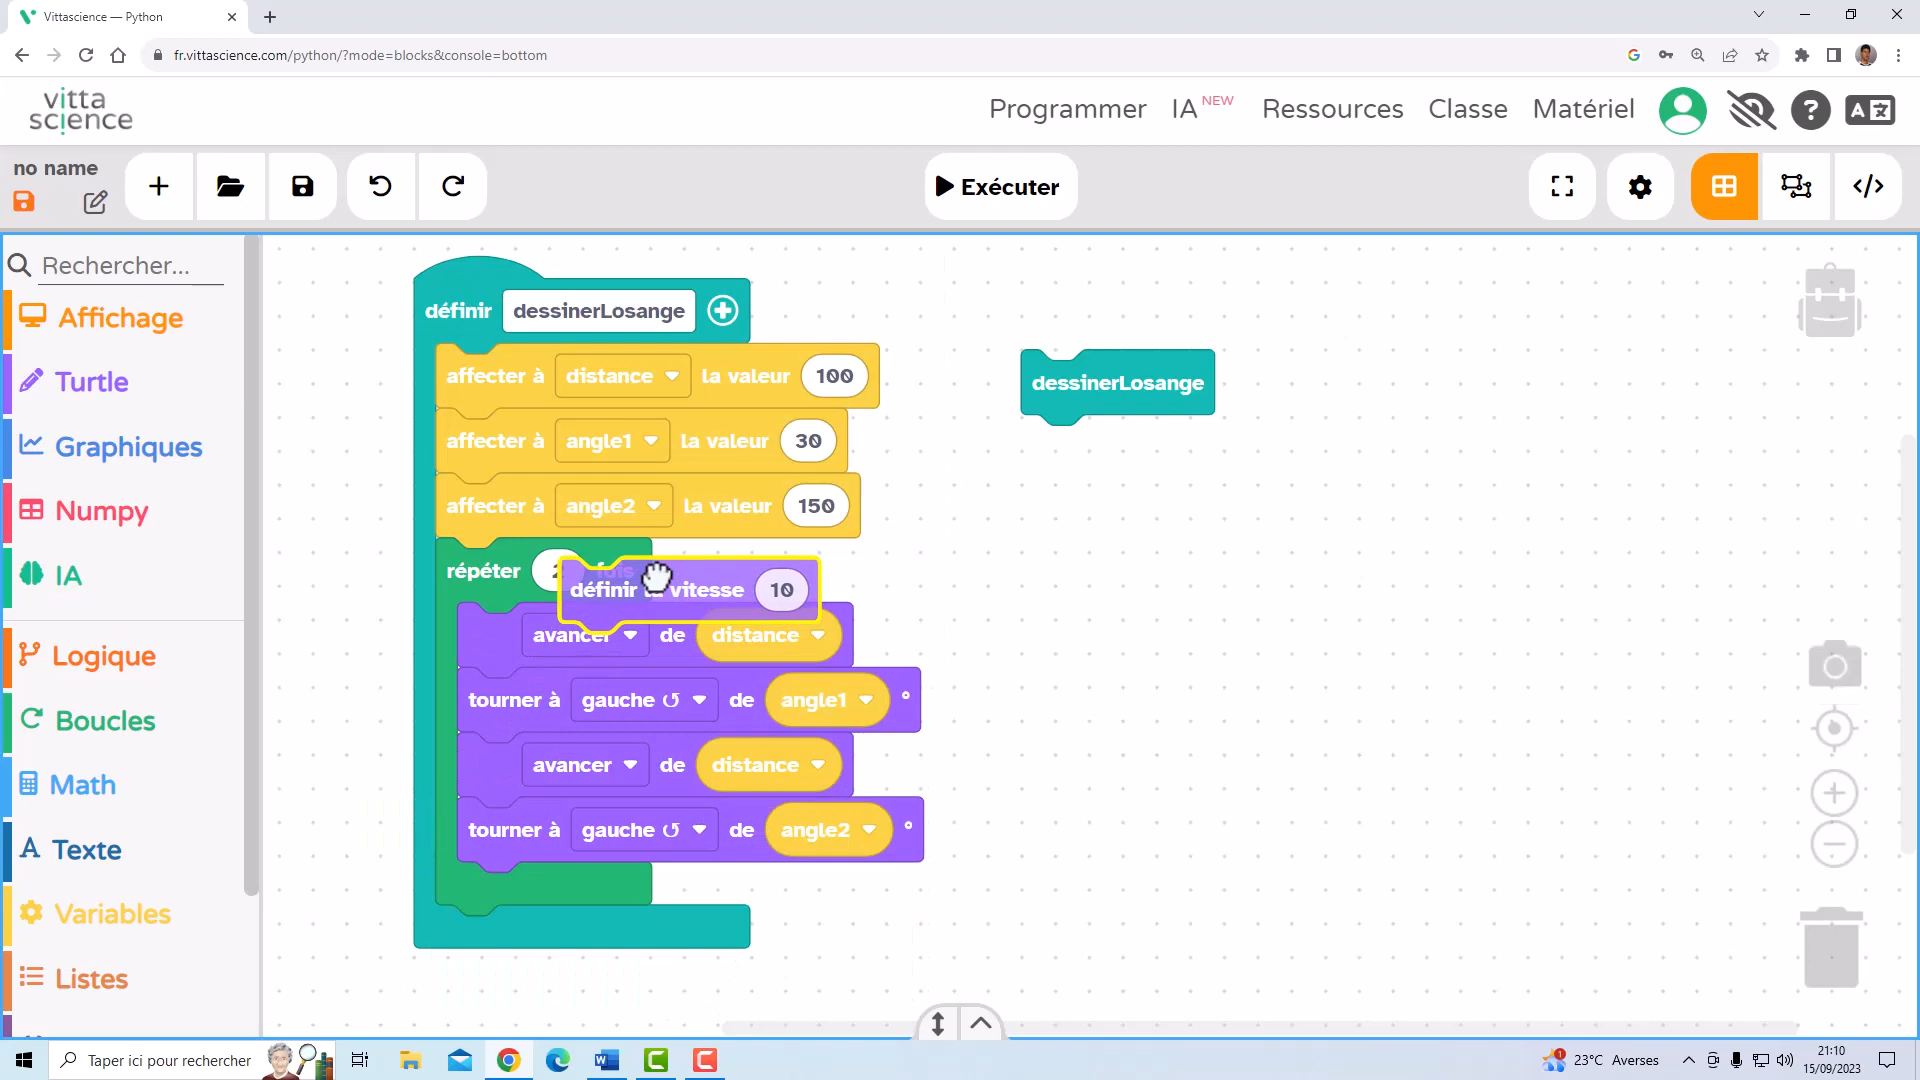 Vittascience — Python
fr.vittascience.com/python/?mode=blocks&console=bottom
vitta
science
Programmer
IA NEW
Ressources
Classe
Matériel
no name
Exécuter
Rechercher...
Affichage
Turtle
Graphiques
Numpy
IA
Logique
Boucles
Math
Texte
Variables
Listes
définir dessinerLosange
affecter à distance la valeur 100
affecter à angle1 la valeur 30
affecter à angle2 la valeur 150
répéter 2 fois
définir la vitesse 10
avancer de distance
tourner à gauche ↺ de angle1 °
avancer de distance
tourner à gauche ↺ de angle2 °
dessinerLosange
Taper ici pour rechercher
23°C Averses
21:10
15/09/2023